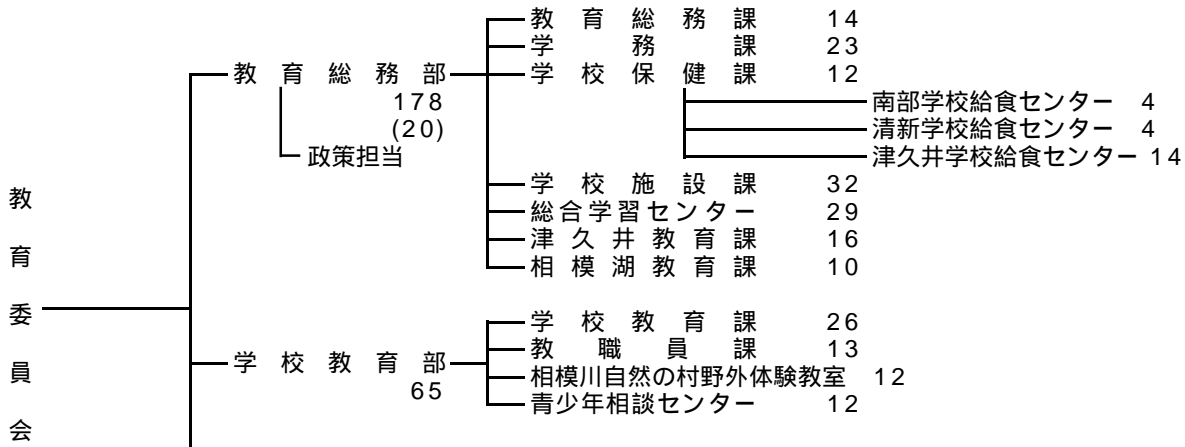 教育総務課 14
学務課 23
教育総務部 学校保健課 12
178
南部学校給食センター 4
(20)
清新学校給食センター 4
政策担当
津久井学校給食センター 14
学校施設課 32
総合学習センター 29
津久井教育課 16
相模湖教育課 10
教育委員会
学校教育課 26
教職員課 13
学校教育部
65
相模川自然の村野外体験教室 12
青少年相談センター 12